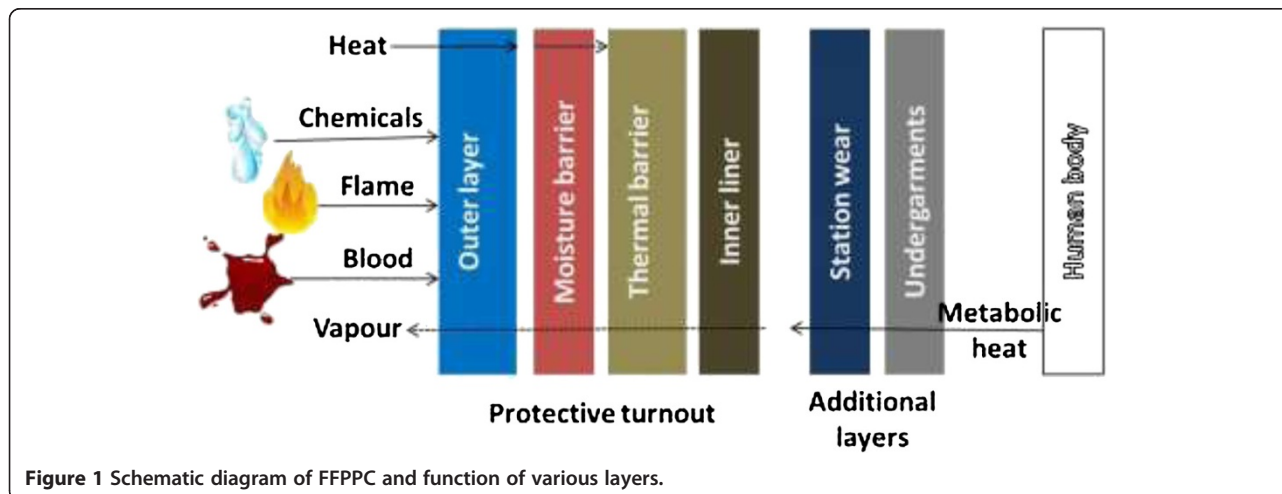 Heat
Chemicals
Flame
Blood
Vapour
Outer layer
Moisture barrier
Thermal barrier
Inner liner
Station wear
Undergarments
Human body
Metabolic
heat
Protective turnout
Additional
layers
Figure 1 Schematic diagram of FFPPC and function of various layers.